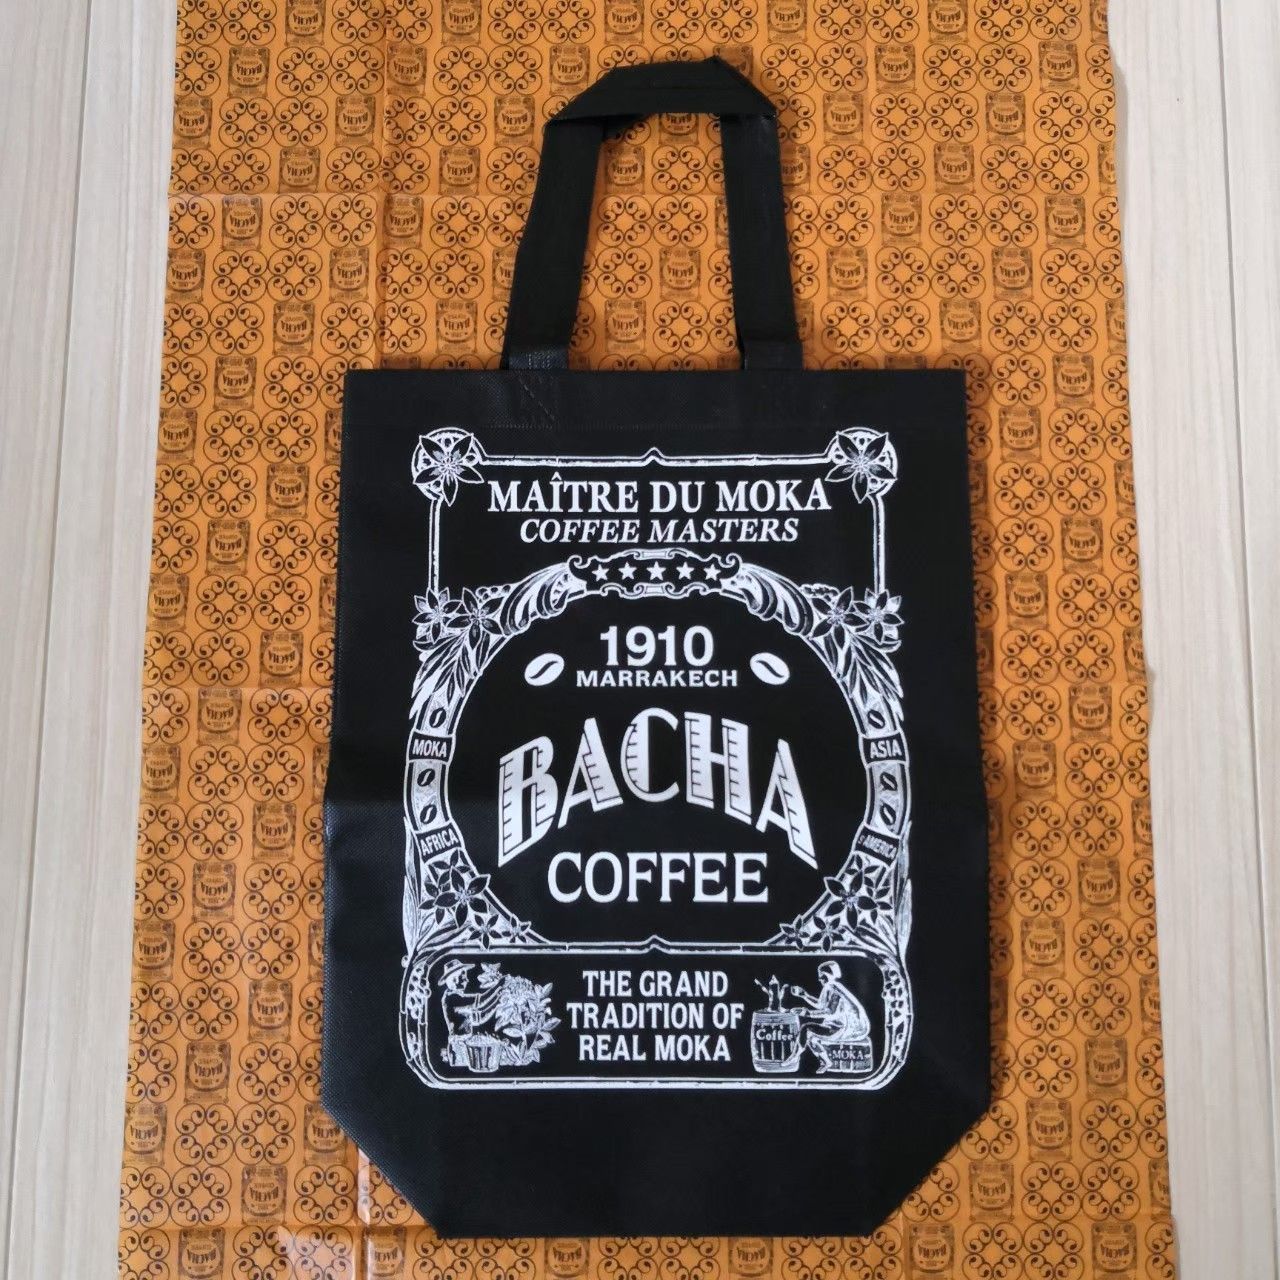 MAÎTRE DU MOKA
COFFEE MASTERS
1910
MARRAKECH
BACHA
COFFEE
MOKA
ASIA
AFRICA
AMERICA
THE GRAND
TRADITION OF
REAL MOKA
Coffee
MOKA